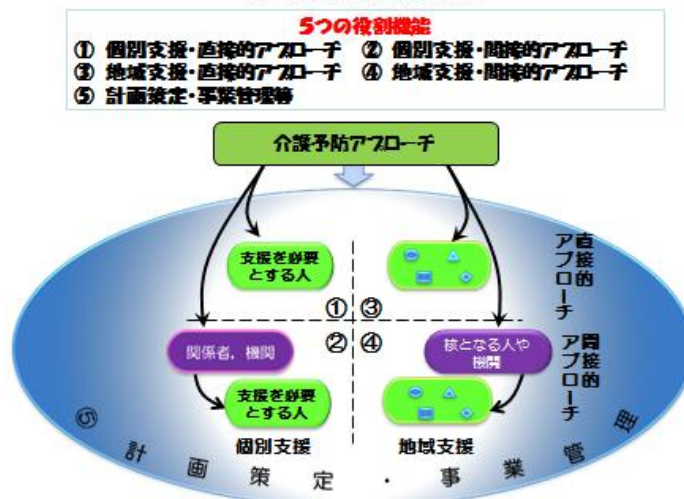 5つの役割機能
① 個別支援・直接的アプローチ ② 個別支援・間接的アプローチ
③ 地域支援・直接的アプローチ ④ 地域支援・間接的アプローチ
⑤ 計画策定・事業管理等
介護予防アプローチ
支援を必要
とする人
直接的
アプローチ
① ③
② ④
関係者，機関
核となる人や
機関
間接的
アプローチ
支援を必要
とする人
個別支援
地域支援
⑤計画策定・事業管理